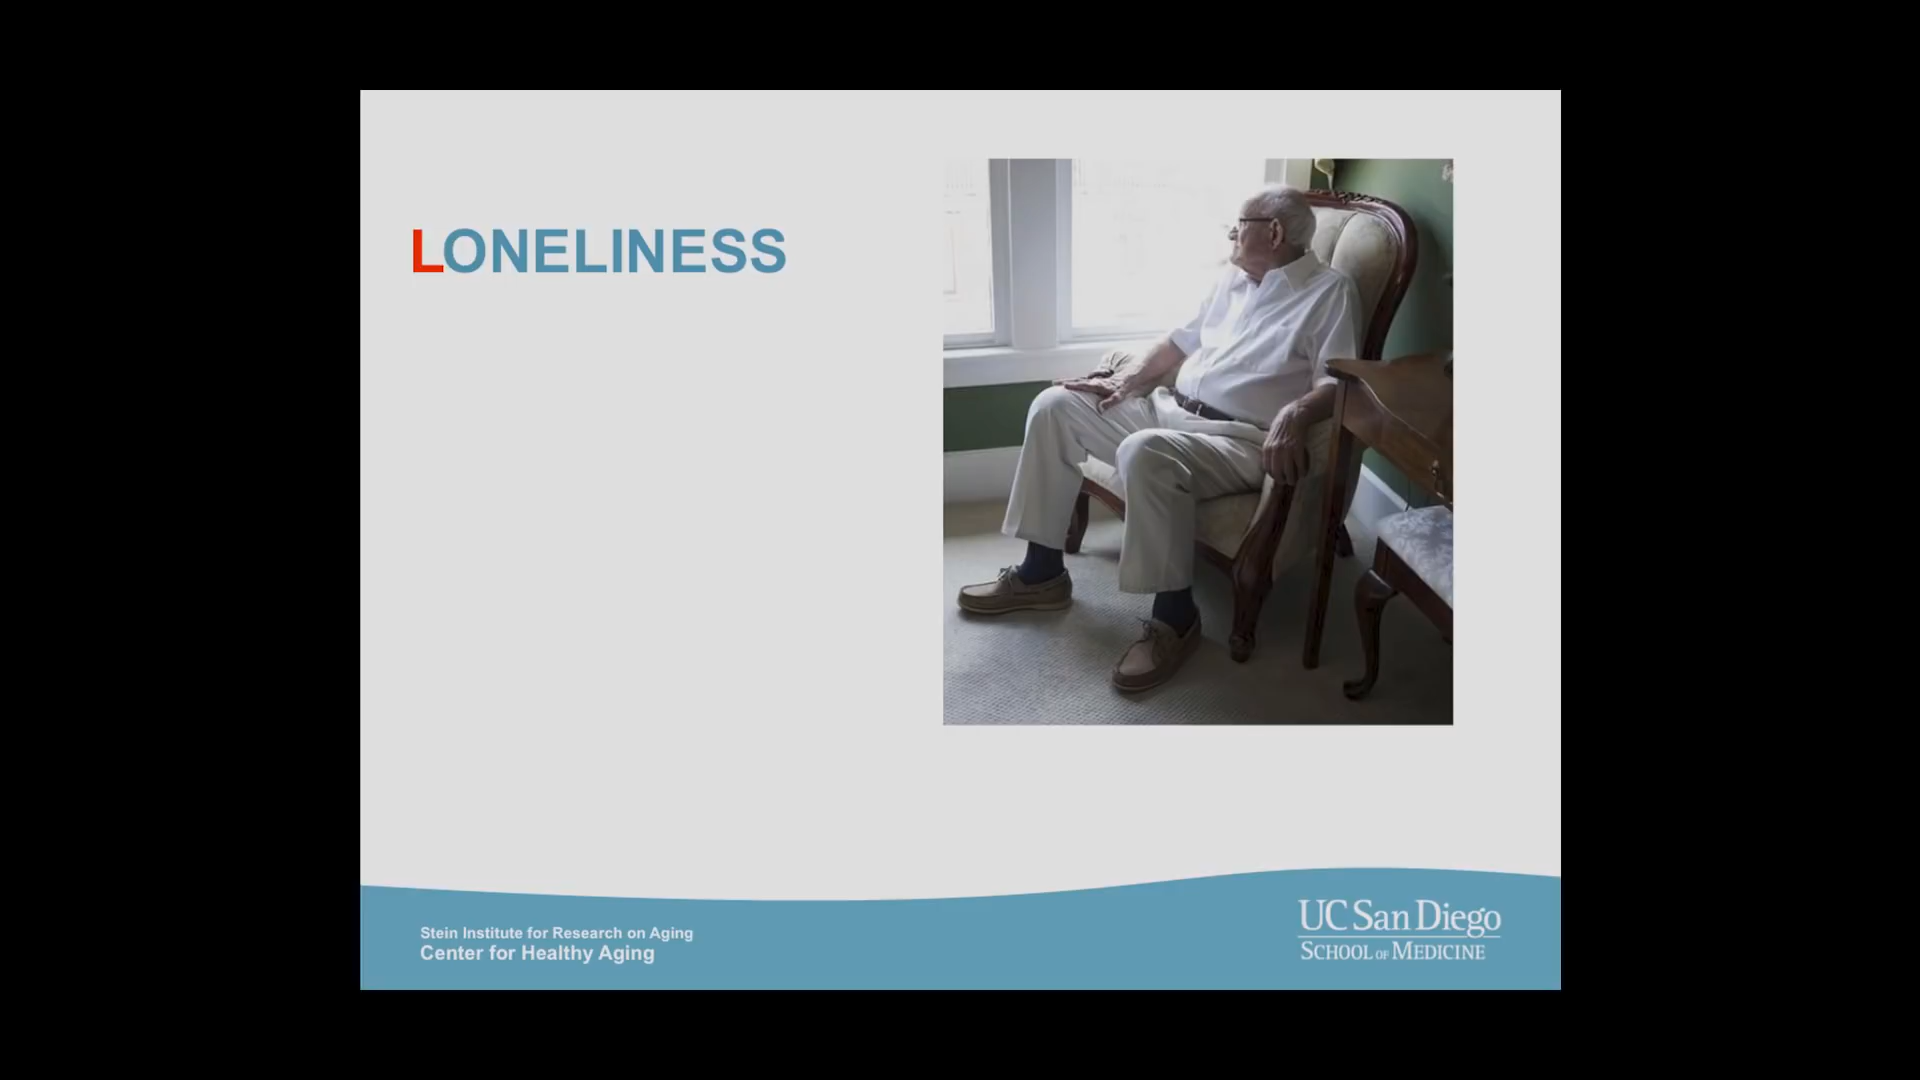 LONELINESS
Stein Institute for Research on Aging
Center for Healthy Aging
UC San Diego
SCHOOL OF MEDICINE